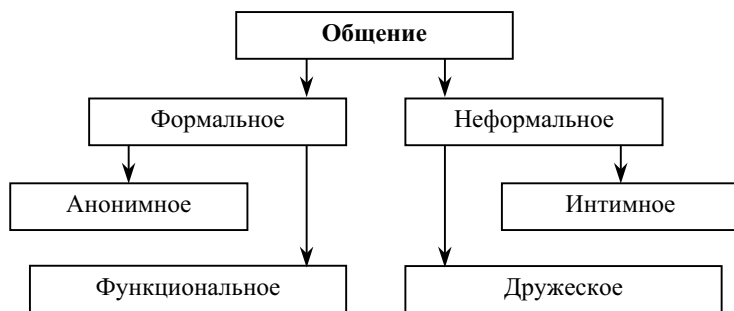 Общение
Формальное
Неформальное
Анонимное
Интимное
Функциональное
Дружеское